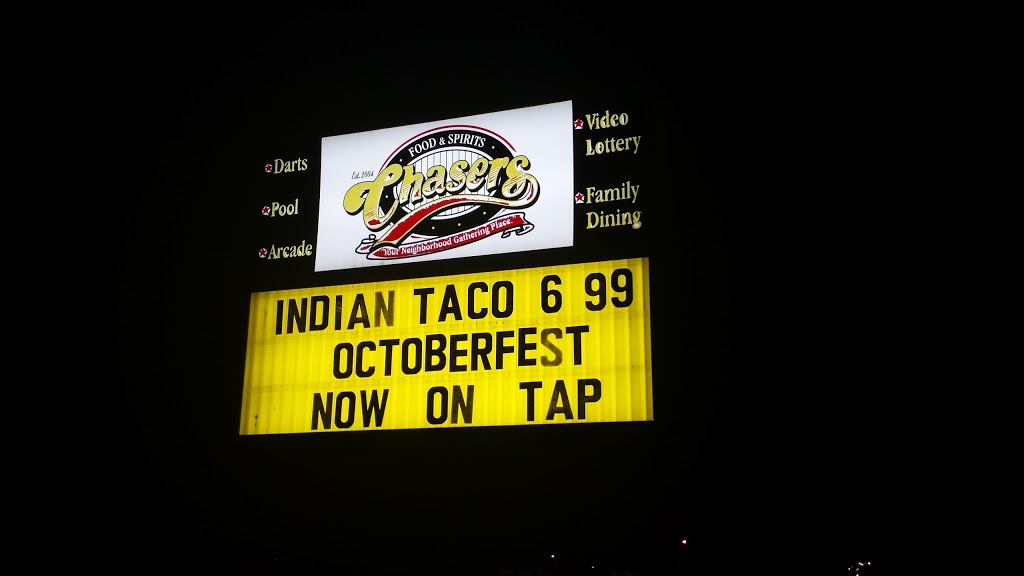 FOOD & SPIRITS
Est. 2004
Chasers
Your Neighborhood Gathering Place
Darts
Pool
Arcade
Video
Lottery
Family
Dining
INDIAN TACO 6 99
OCTOBERFEST
NOW ON TAP